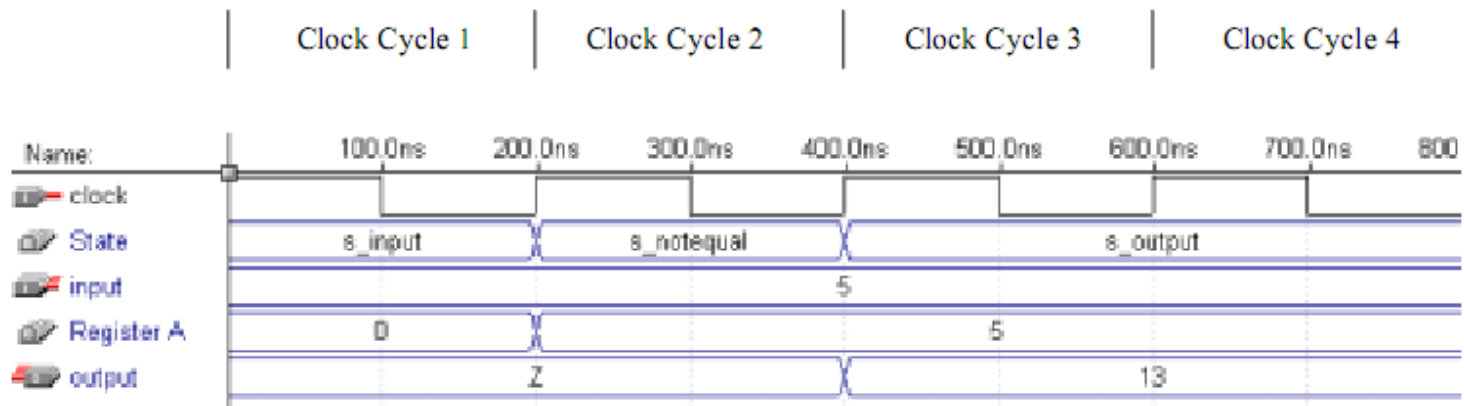 Clock Cycle 1 Clock Cycle 2 Clock Cycle 3 Clock Cycle 4
Name: 100.0ns 200.0ns 300.0ns 400.0ns 500.0ns 600.0ns 700.0ns 800
clock
State s_input s_notequal s_output
input 5
Register A 0 5
output Z 13